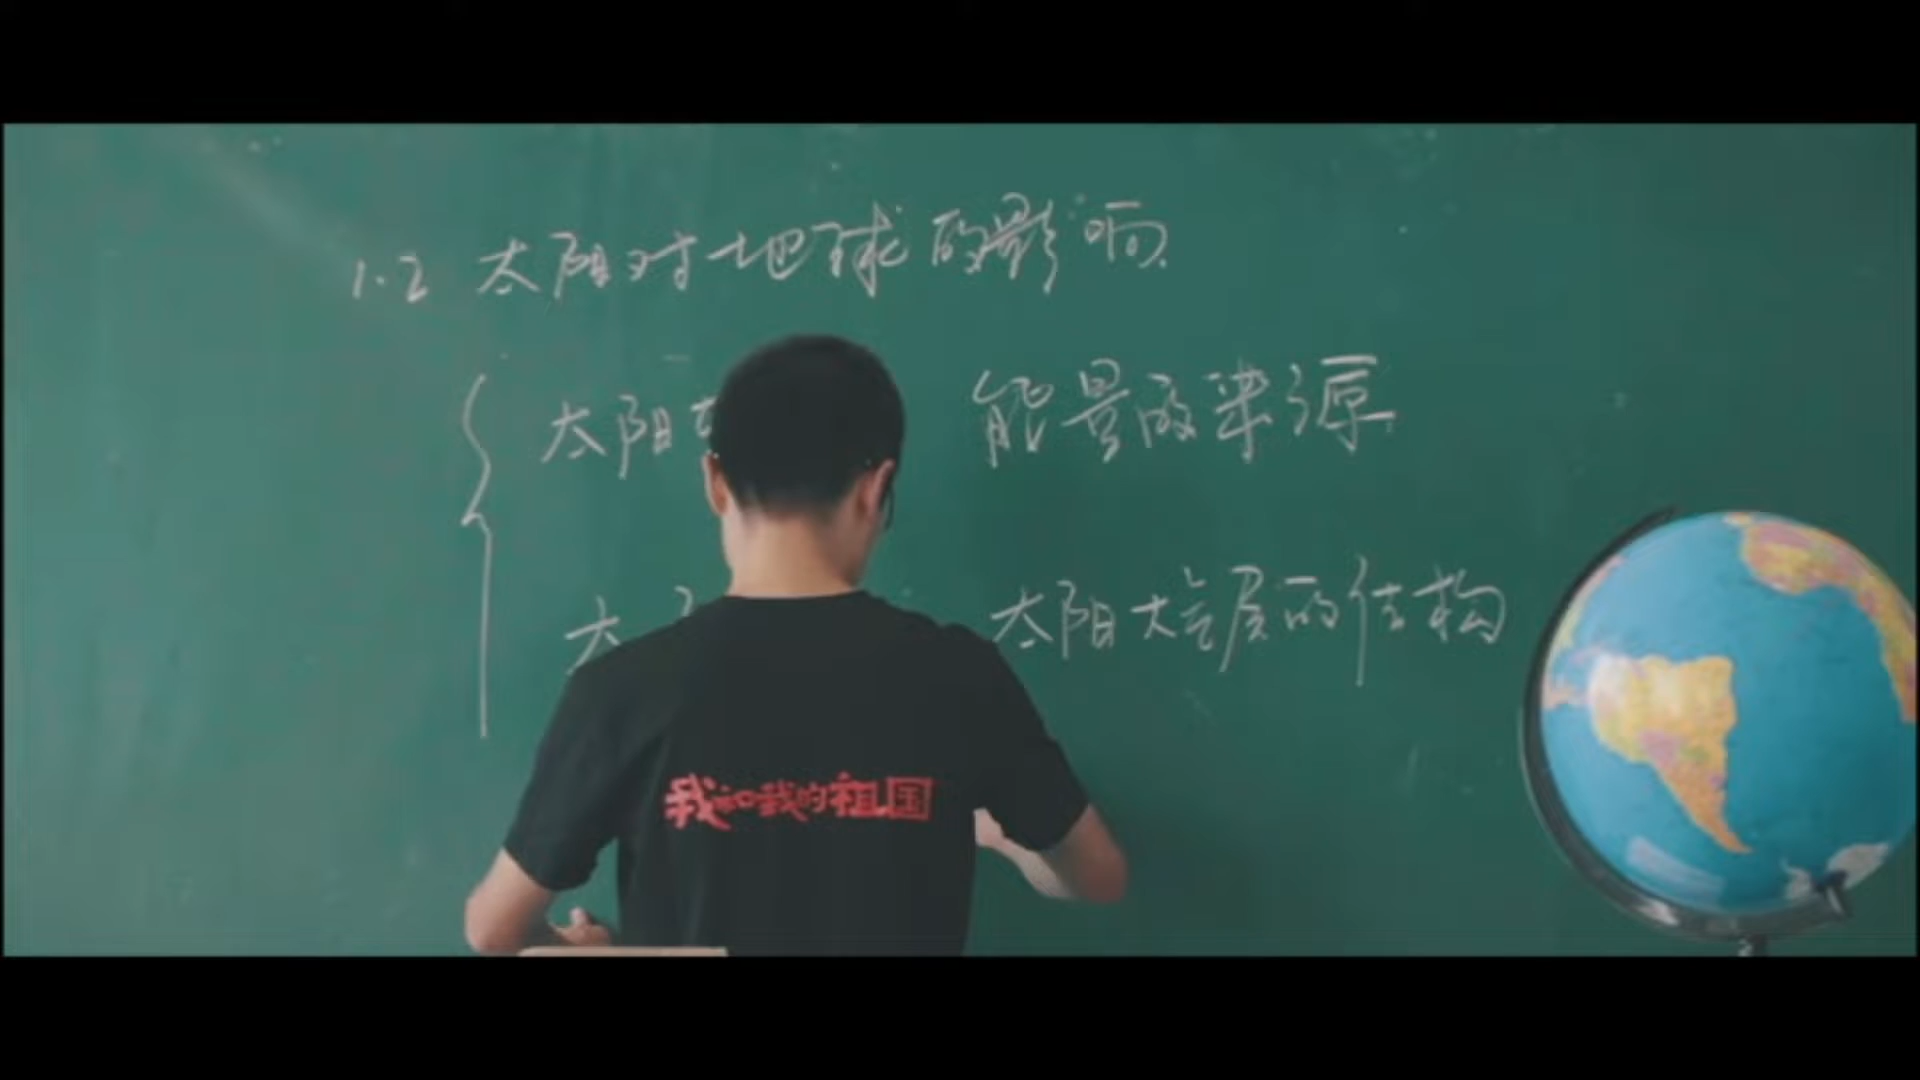 1.2 太阳对地球的影响
太阳 能量的来源
太阳大气层的结构
我和我的祖国